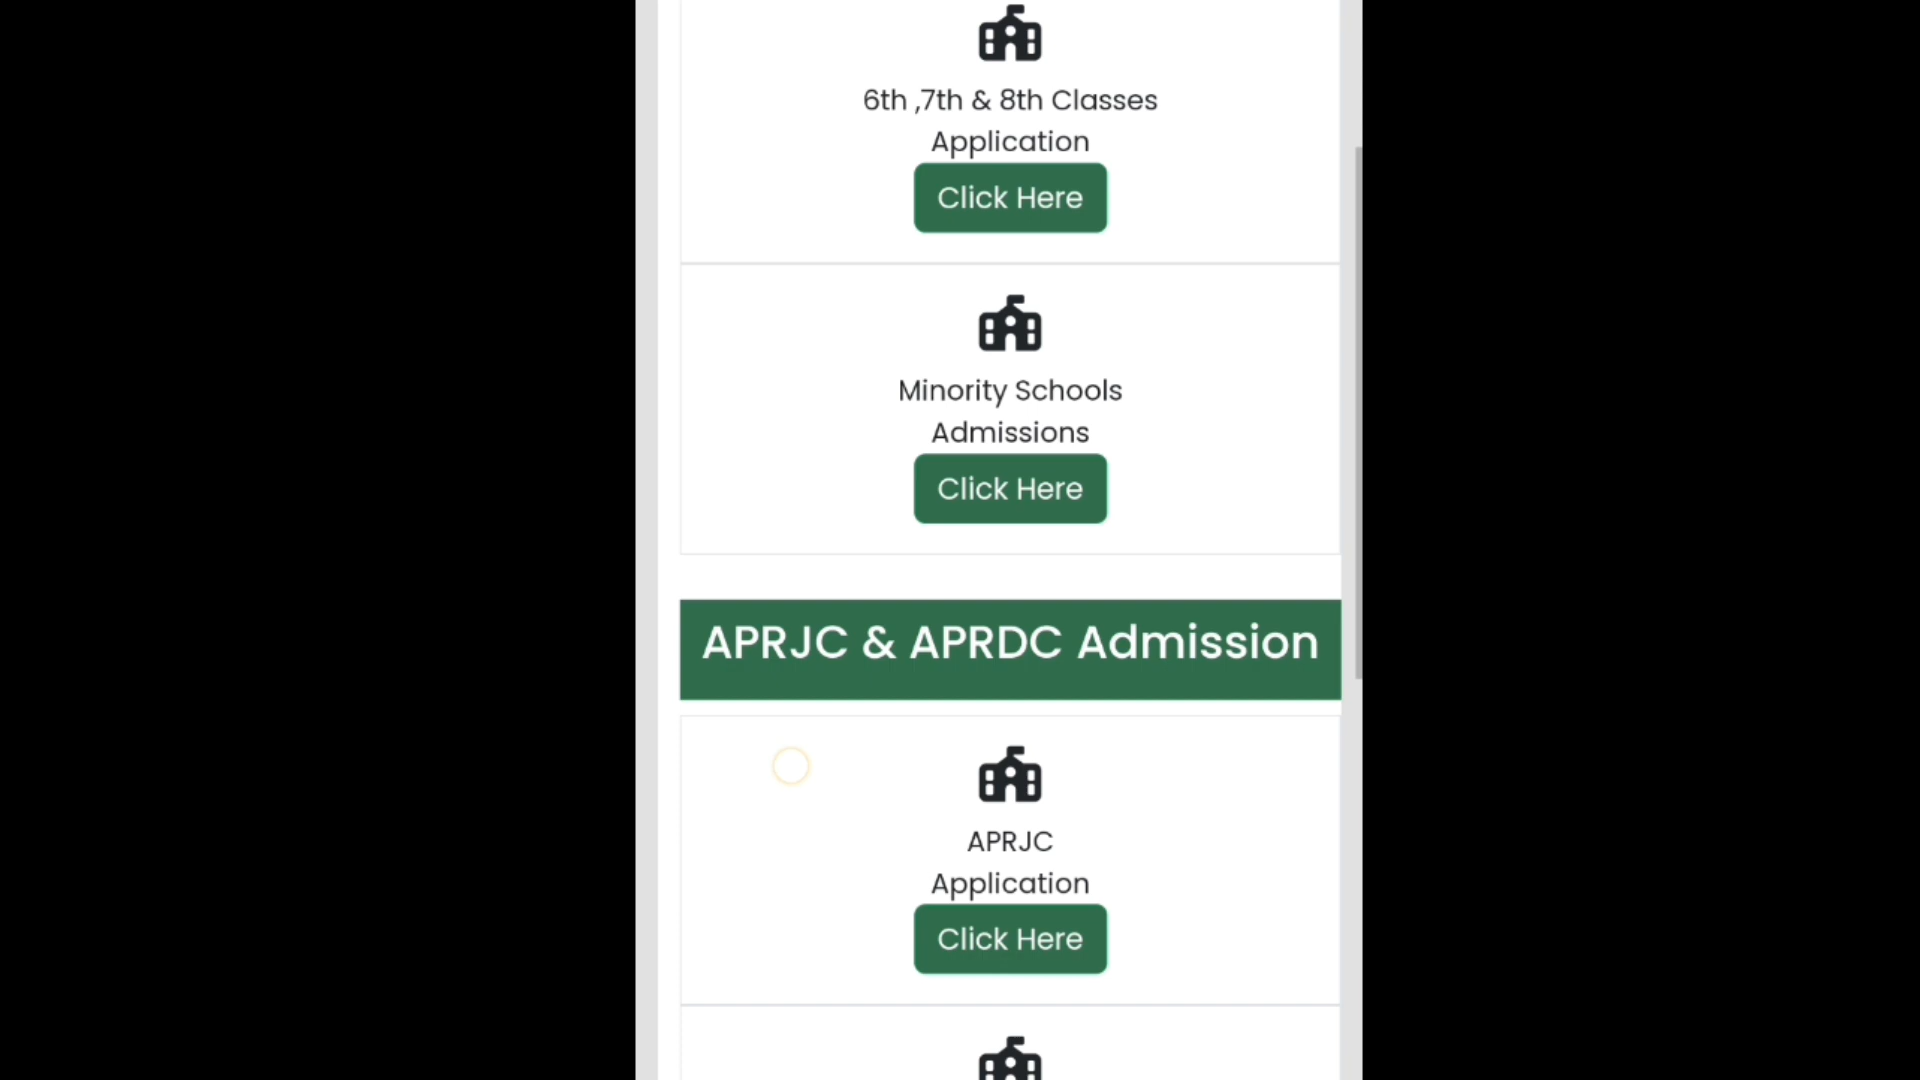 6th ,7th & 8th Classes
Application
Click Here
Minority Schools
Admissions
Click Here
APRJC & APRDC Admission
APRJC
Application
Click Here